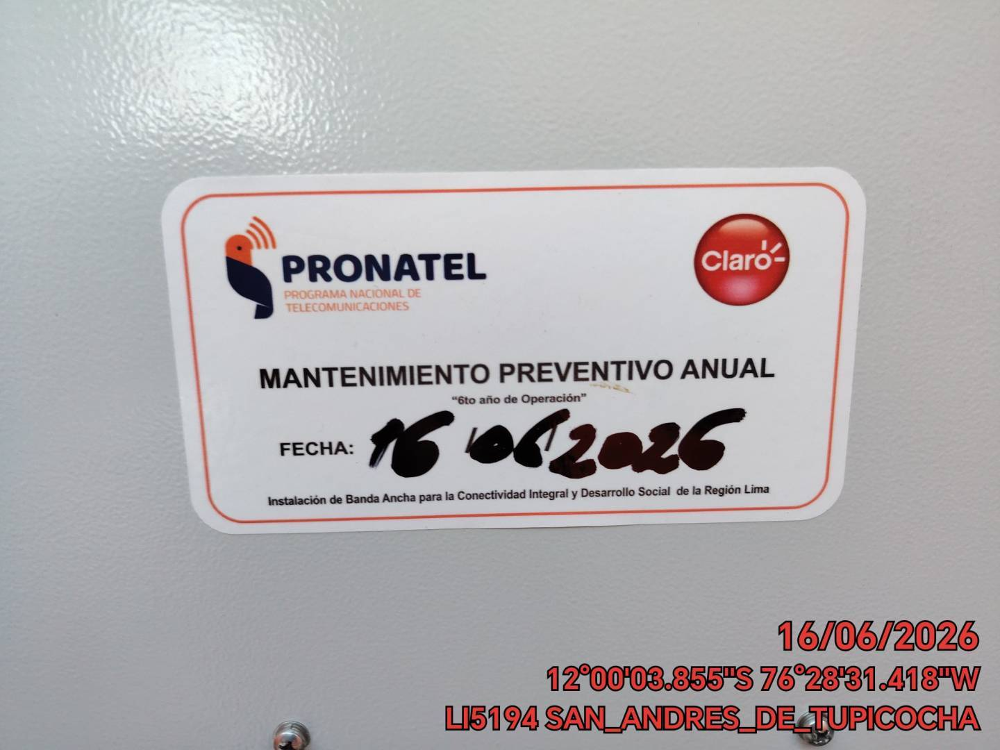 PRONATEL
PROGRAMA NACIONAL DE
TELECOMUNICACIONES
Claro
MANTENIMIENTO PREVENTIVO ANUAL
“6to año de Operación”
FECHA: 16/06/2026
Instalación de Banda Ancha para la Conectividad Integral y Desarrollo Social de la Región Lima
16/06/2026
12°00'03.855"S 76°28'31.418"W
LI5194 SAN_ANDRES_DE_TUPICOCHA